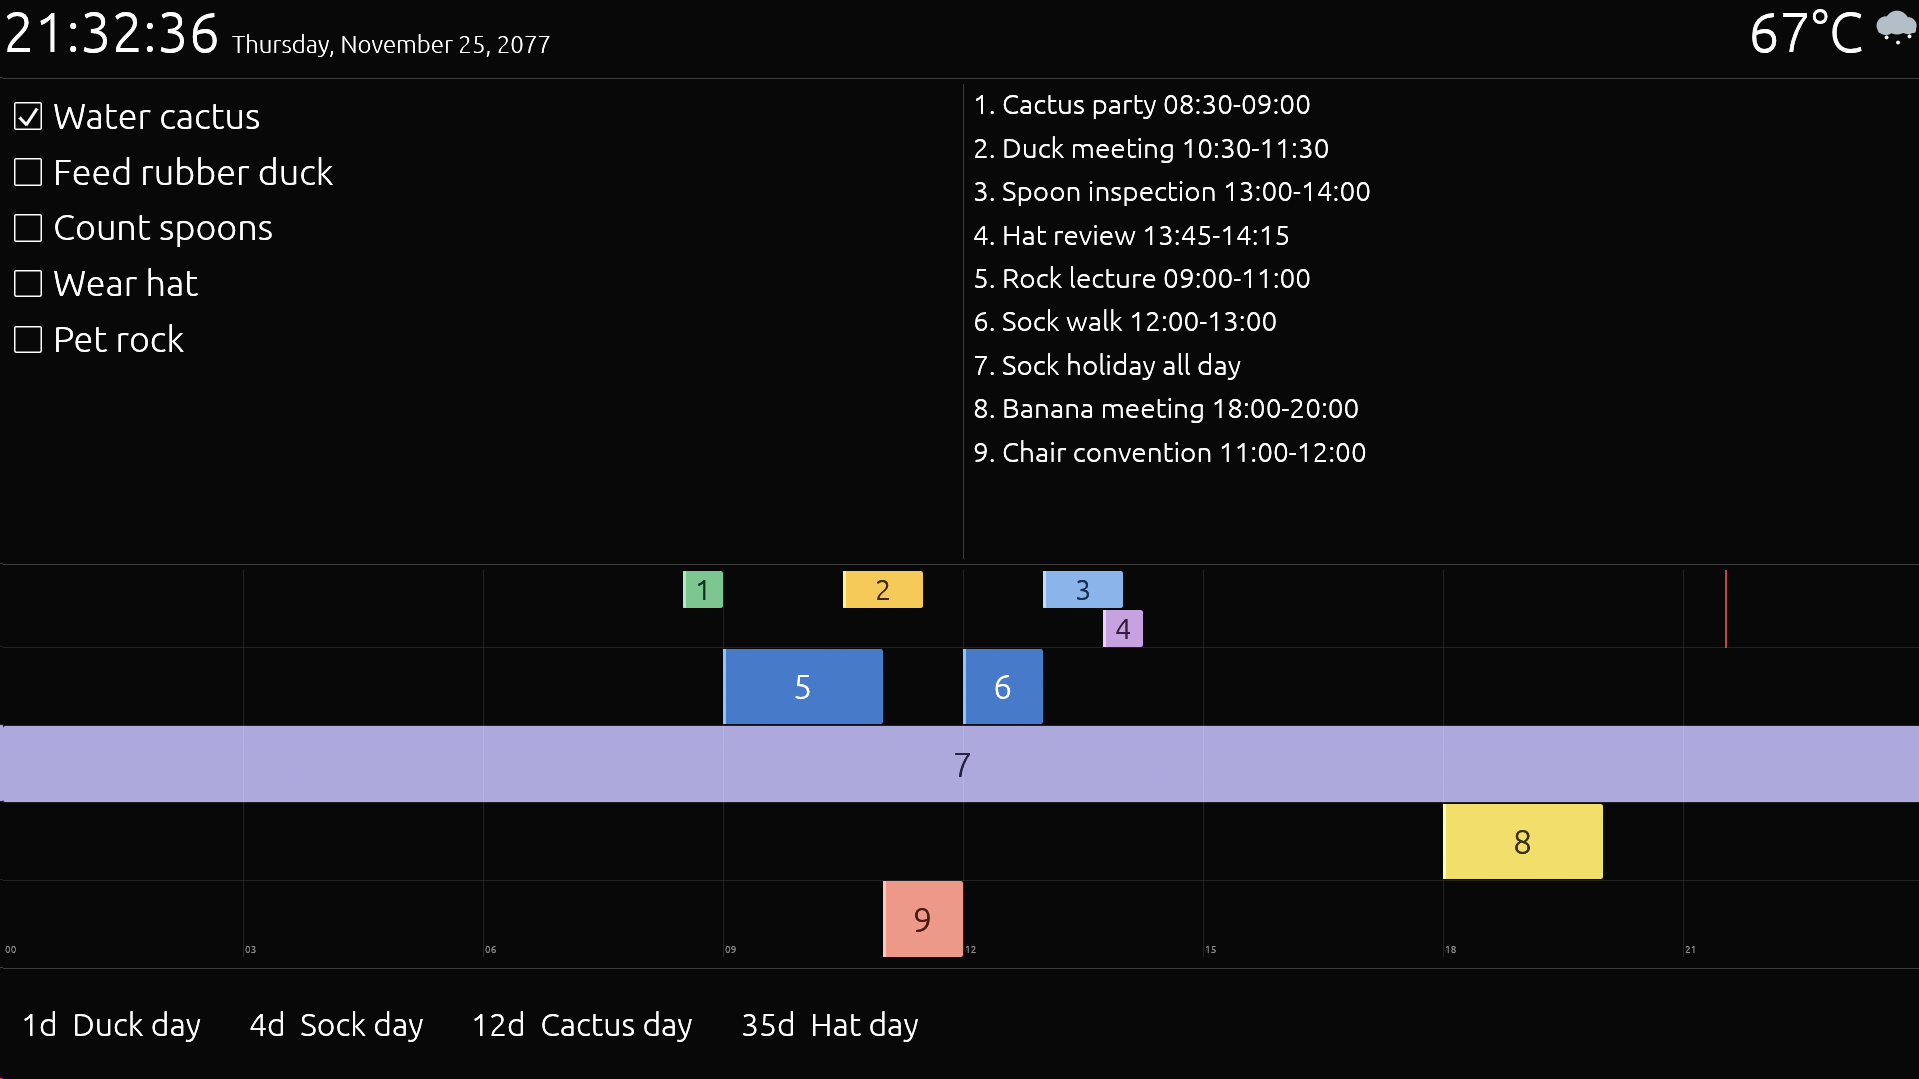 21:32:36 Thursday, November 25, 2077
67°C
Water cactus
Feed rubber duck
Count spoons
Wear hat
Pet rock
1. Cactus party 08:30-09:00
2. Duck meeting 10:30-11:30
3. Spoon inspection 13:00-14:00
4. Hat review 13:45-14:15
5. Rock lecture 09:00-11:00
6. Sock walk 12:00-13:00
7. Sock holiday all day
8. Banana meeting 18:00-20:00
9. Chair convention 11:00-12:00
1 2 3
4
5 6
7
8
9
00 03 06 09 12 15 18 21
1d Duck day 4d Sock day 12d Cactus day 35d Hat day